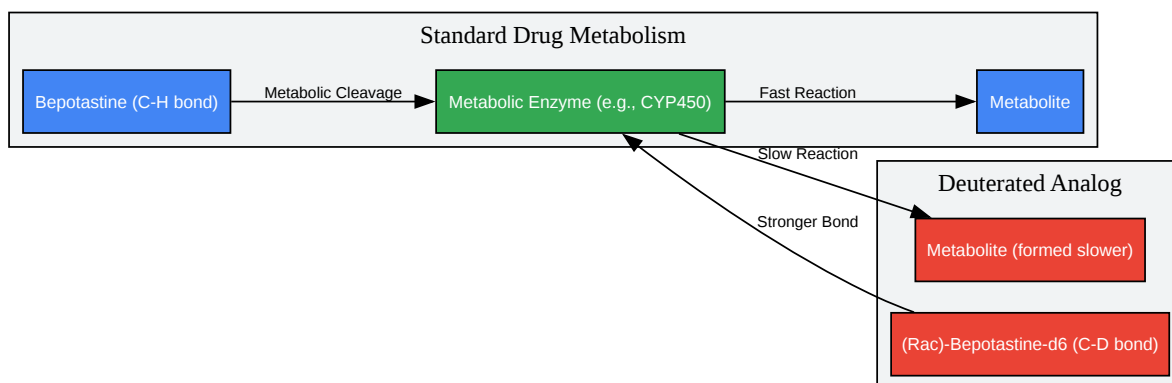 Standard Drug Metabolism
Bepotastine (C-H bond)
Metabolic Cleavage
Metabolic Enzyme (e.g., CYP450)
Fast Reaction
Metabolite
Slow Reaction
Deuterated Analog
Stronger Bond
Metabolite (formed slower)
(Rac)-Bepotastine-d6 (C-D bond)